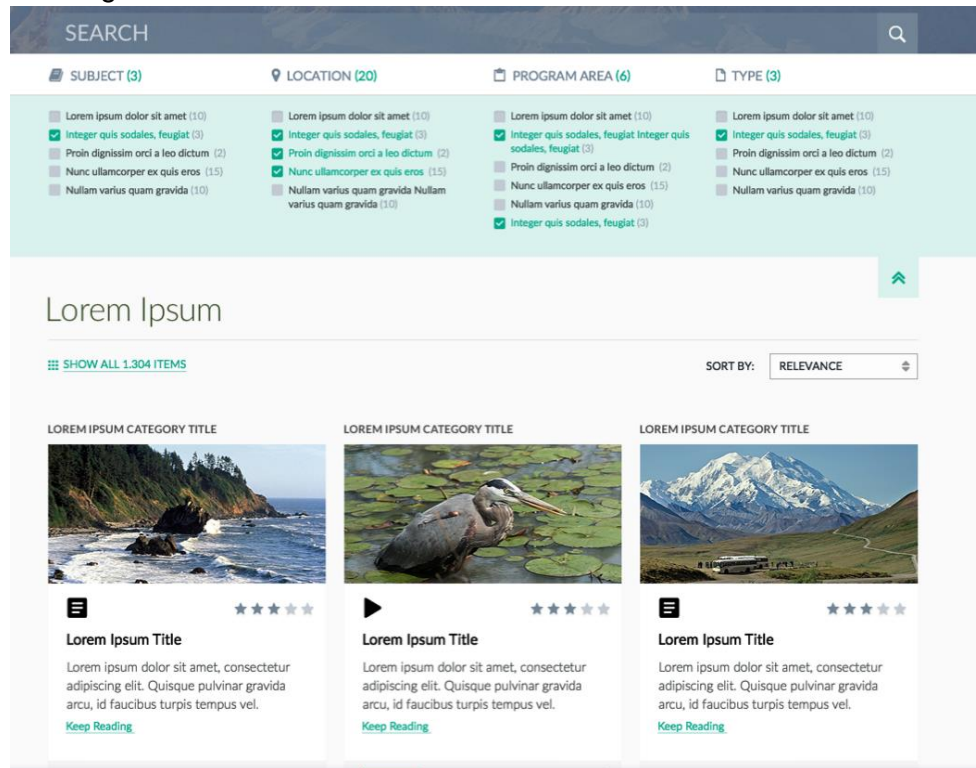 SEARCH
SUBJECT (3)
LOCATION (20)
PROGRAM AREA (6)
TYPE (3)
Lorem ipsum dolor sit amet (10)
Integer quis sodales, feugiat (3)
Proin dignissim orci a leo dictum (2)
Nunc ullamcorper ex quis eros (15)
Nullam varius quam gravida (10)
Lorem ipsum dolor sit amet (10)
Integer quis sodales, feugiat (3)
Proin dignissim orci a leo dictum (2)
Nunc ullamcorper ex quis eros (15)
Nullam varius quam gravida Nullam
varius quam gravida (10)
Lorem ipsum dolor sit amet (10)
Integer quis sodales, feugiat Integer quis
sodales, feugiat (3)
Proin dignissim orci a leo dictum (2)
Nunc ullamcorper ex quis eros (15)
Nullam varius quam gravida (10)
Integer quis sodales, feugiat (3)
Lorem ipsum dolor sit amet (10)
Integer quis sodales, feugiat (3)
Proin dignissim orci a leo dictum (2)
Nunc ullamcorper ex quis eros (15)
Nullam varius quam gravida (10)
Lorem Ipsum
SHOW ALL 1.304 ITEMS
SORT BY:
RELEVANCE
LOREM IPSUM CATEGORY TITLE
Lorem Ipsum Title
Lorem ipsum dolor sit amet, consectetur
adipiscing elit. Quisque pulvinar gravida
arcu, id faucibus turpis tempus vel.
Keep Reading
LOREM IPSUM CATEGORY TITLE
Lorem Ipsum Title
Lorem ipsum dolor sit amet, consectetur
adipiscing elit. Quisque pulvinar gravida
arcu, id faucibus turpis tempus vel.
Keep Reading
LOREM IPSUM CATEGORY TITLE
Lorem Ipsum Title
Lorem ipsum dolor sit amet, consectetur
adipiscing elit. Quisque pulvinar gravida
arcu, id faucibus turpis tempus vel.
Keep Reading